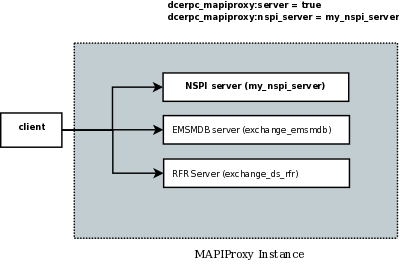 dcerpc_mapiproxy:server = true
dcerpc_mapiproxy:nspi_server = my_nspi_server
NSPI server (my_nspi_server)
client
EMSMDB server (exchange_emsmdb)
RFR Server (exchange_ds_rfr)
MAPIProxy Instance